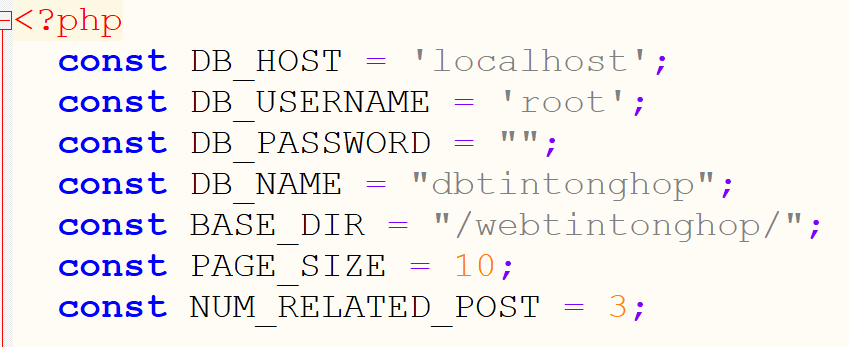 <?php
const DB_HOST = 'localhost';
const DB_USERNAME = 'root';
const DB_PASSWORD = "";
const DB_NAME = "dbtintonghop";
const BASE_DIR = "/webtintonghop/";
const PAGE_SIZE = 10;
const NUM_RELATED_POST = 3;